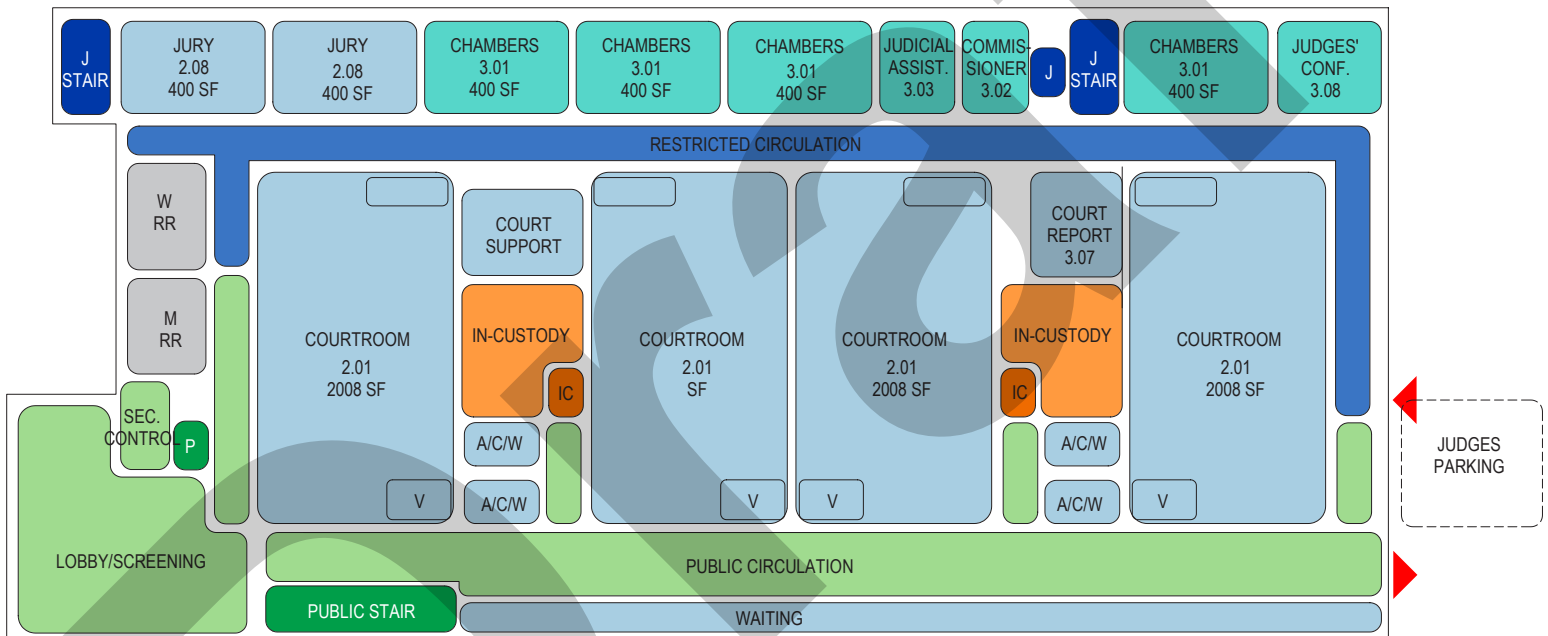 J
STAIR
JURY
2.08
400 SF
JURY
2.08
400 SF
CHAMBERS
3.01
400 SF
CHAMBERS
3.01
400 SF
CHAMBERS
3.01
400 SF
JUDICIAL
ASSIST.
3.03
COMMIS-
SIONER
3.02
J
J
STAIR
CHAMBERS
3.01
400 SF
JUDGES'
CONF.
3.08
RESTRICTED CIRCULATION
W
RR
M
RR
COURT
SUPPORT
COURT
REPORT
3.07
COURTROOM
2.01
2008 SF
IN-CUSTODY
IC
COURTROOM
2.01
SF
COURTROOM
2.01
2008 SF
IN-CUSTODY
IC
COURTROOM
2.01
2008 SF
SEC.
CONTROL
P
A/C/W
A/C/W
A/C/W
A/C/W
V
V
V
V
JUDGES
PARKING
LOBBY/SCREENING
PUBLIC CIRCULATION
PUBLIC STAIR
WAITING